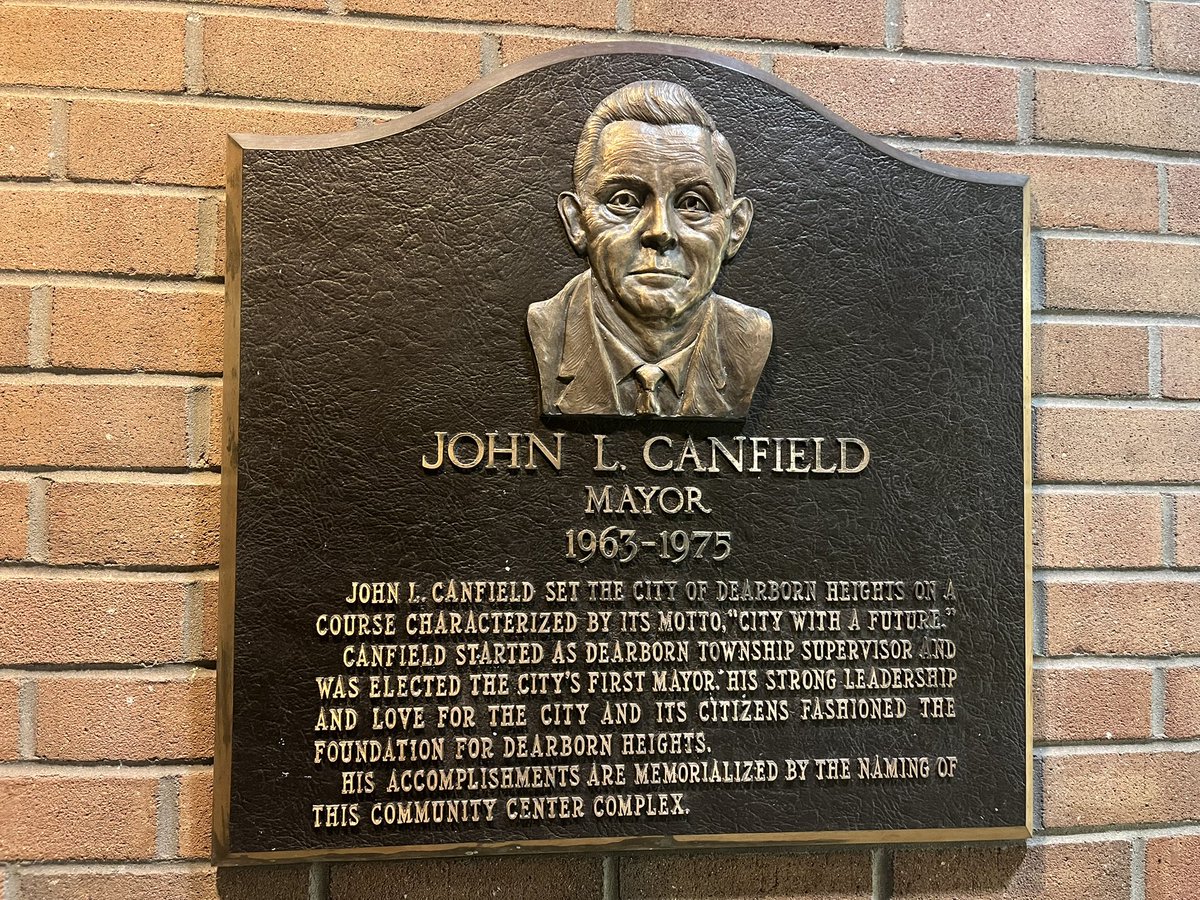 JOHN L. CANFIELD
MAYOR
1963-1975
JOHN L. CANFIELD SET THE CITY OF DEARBORN HEIGHTS ON A
COURSE CHARACTERIZED BY ITS MOTTO, "CITY WITH A FUTURE."
CANFIELD STARTED AS DEARBORN TOWNSHIP SUPERVISOR AND
WAS ELECTED THE CITY'S FIRST MAYOR. HIS STRONG LEADERSHIP
AND LOVE FOR THE CITY AND ITS CITIZENS FASHIONED THE
FOUNDATION FOR DEARBORN HEIGHTS.
HIS ACCOMPLISHMENTS ARE MEMORIALIZED BY THE NAMING OF
THIS COMMUNITY CENTER COMPLEX.